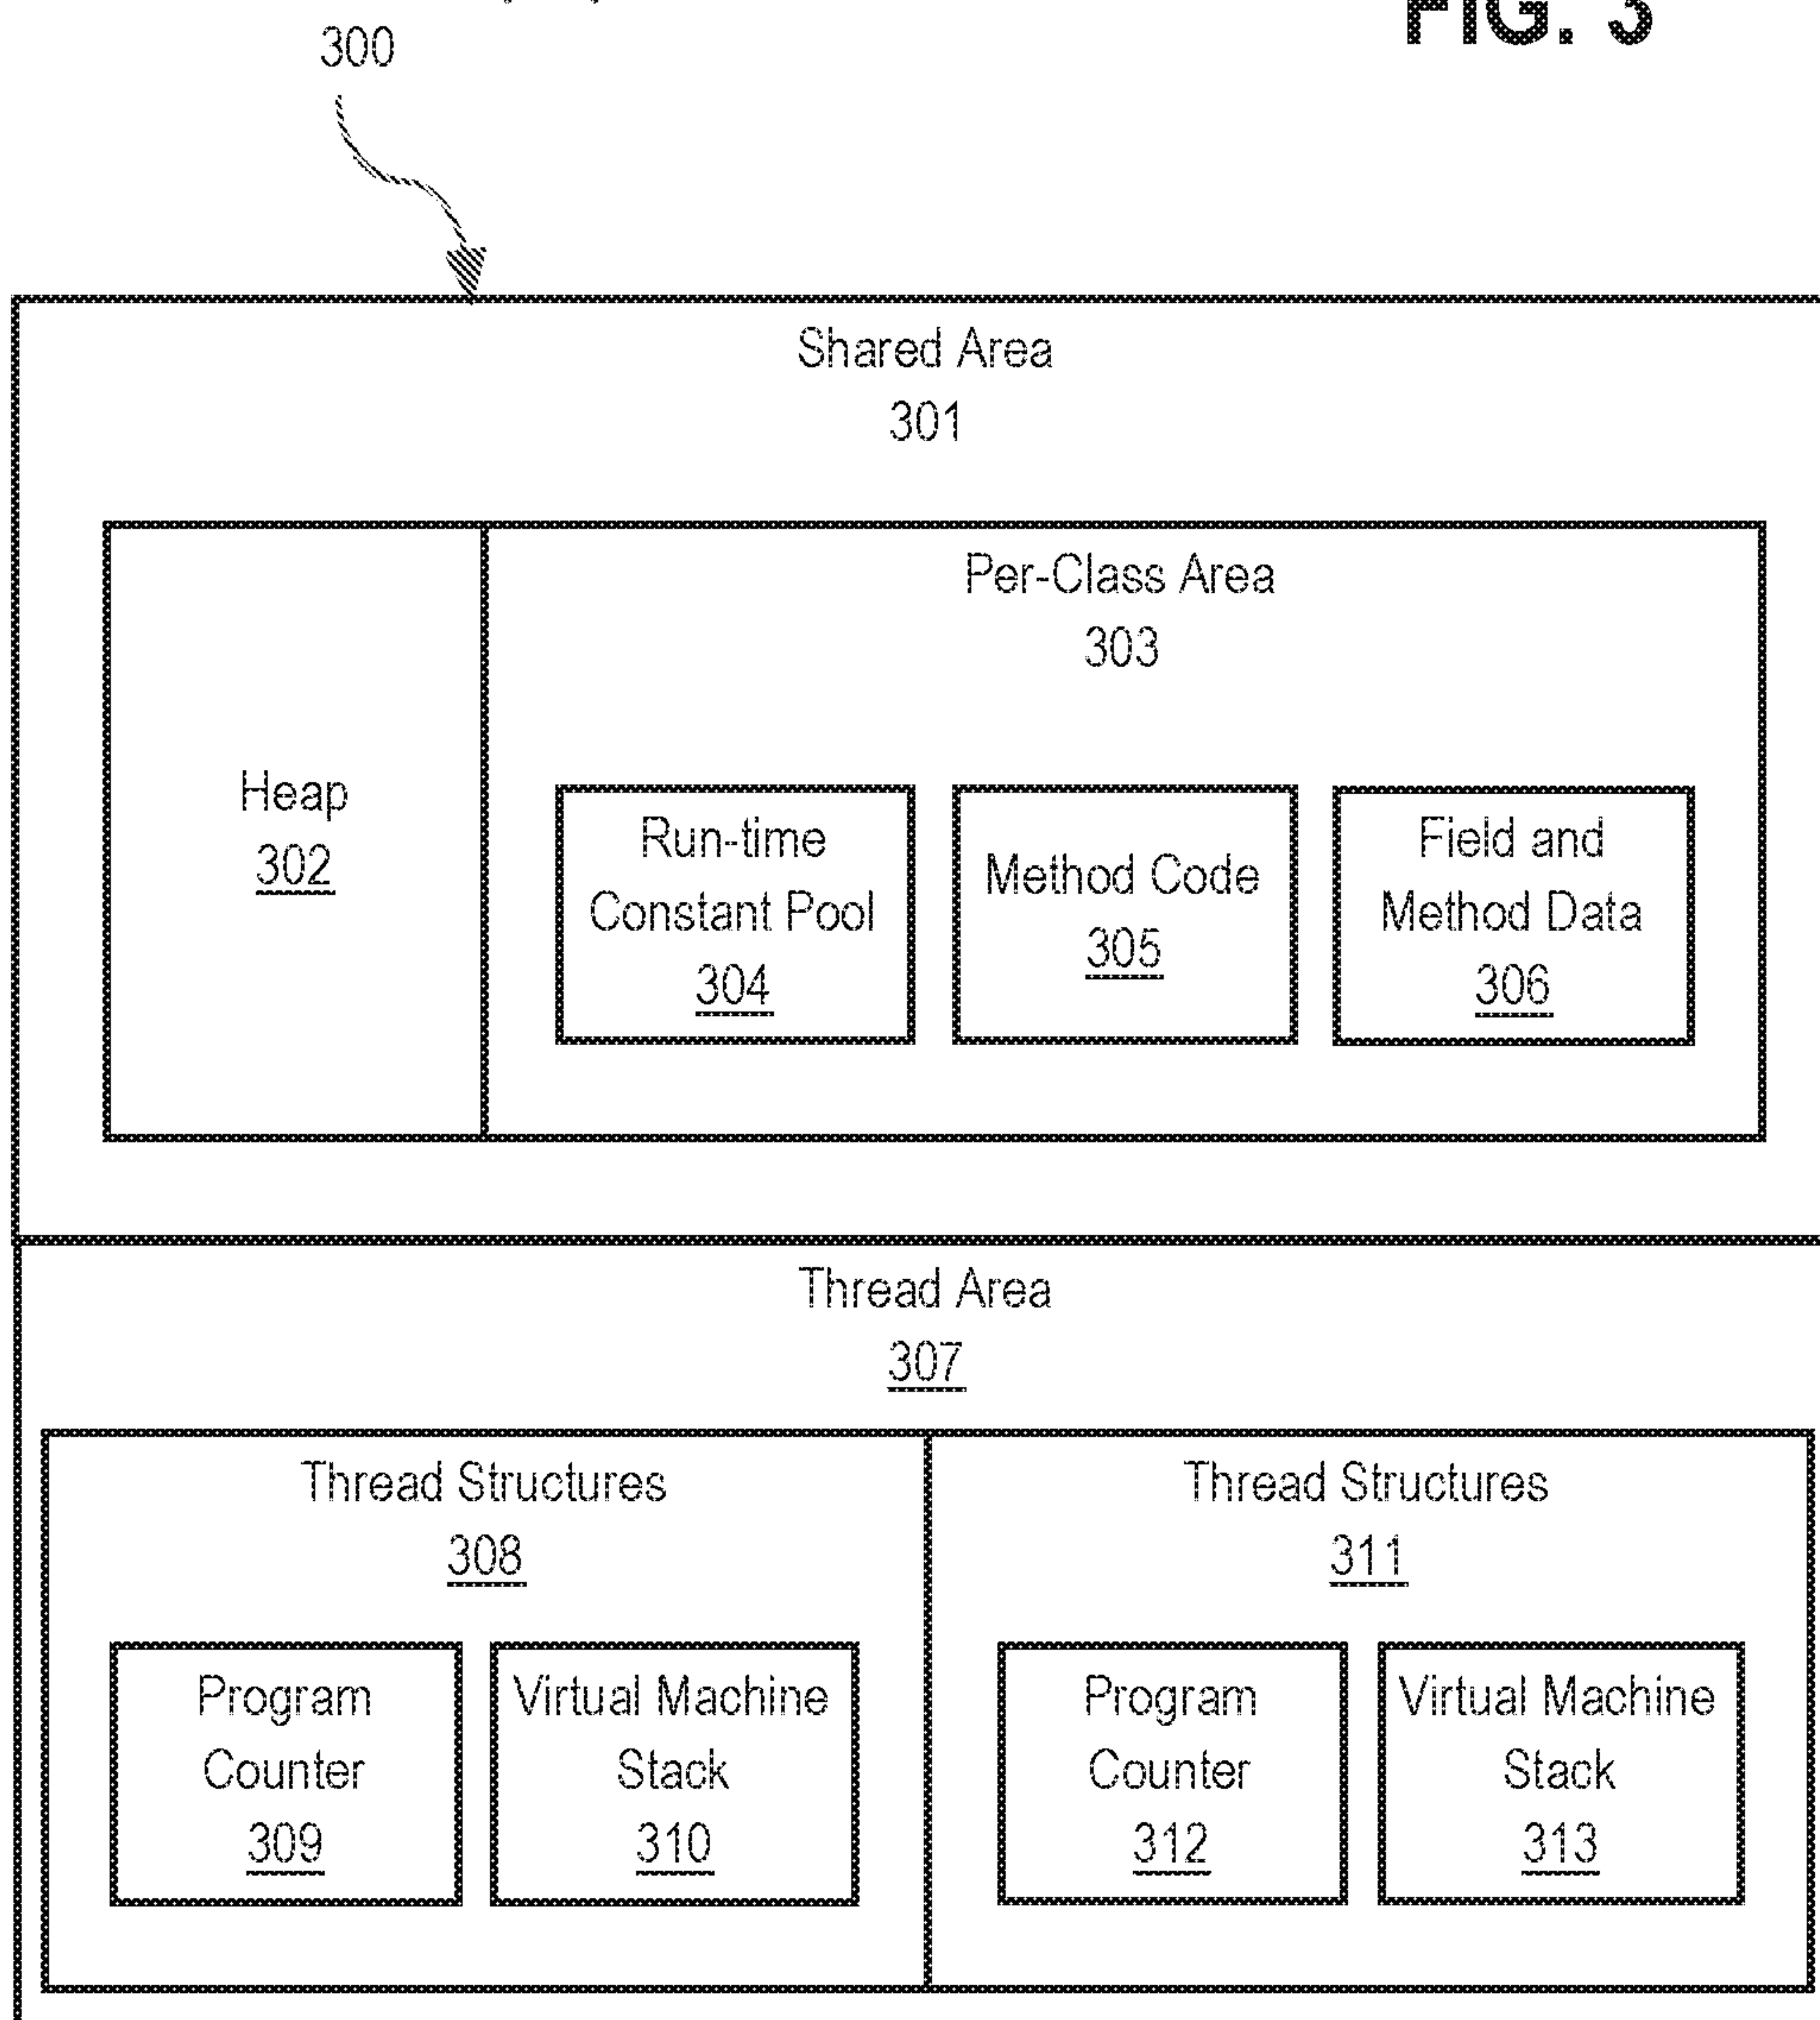 FIG. 3
300
Shared Area
301
Per-Class Area
303
Heap
302
Run-time
Constant Pool
304
Method Code
305
Field and
Method Data
306
Thread Area
307
Thread Structures
308
Thread Structures
311
Program
Counter
309
Virtual Machine
Stack
310
Program
Counter
312
Virtual Machine
Stack
313